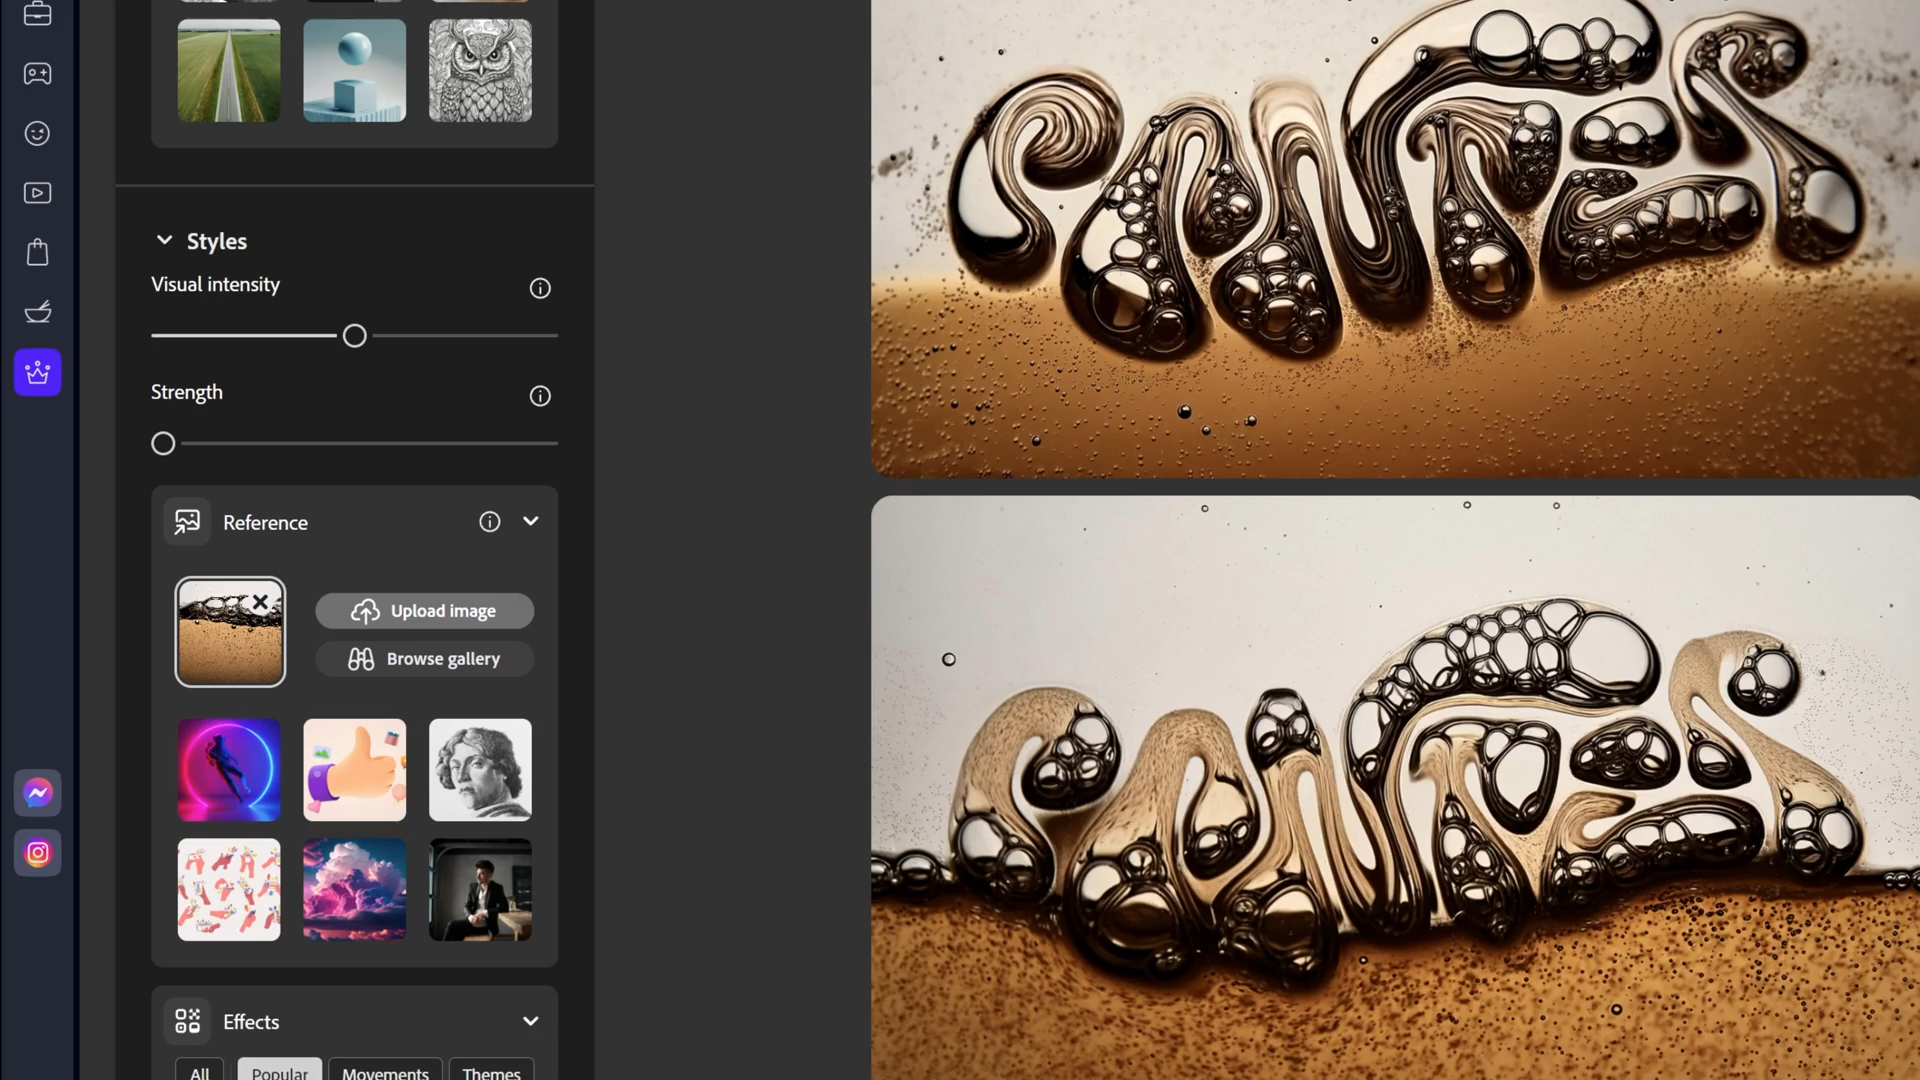 Styles
Visual intensity
Strength
Reference
Upload image
Browse gallery
Effects
All Popular Movements Themes